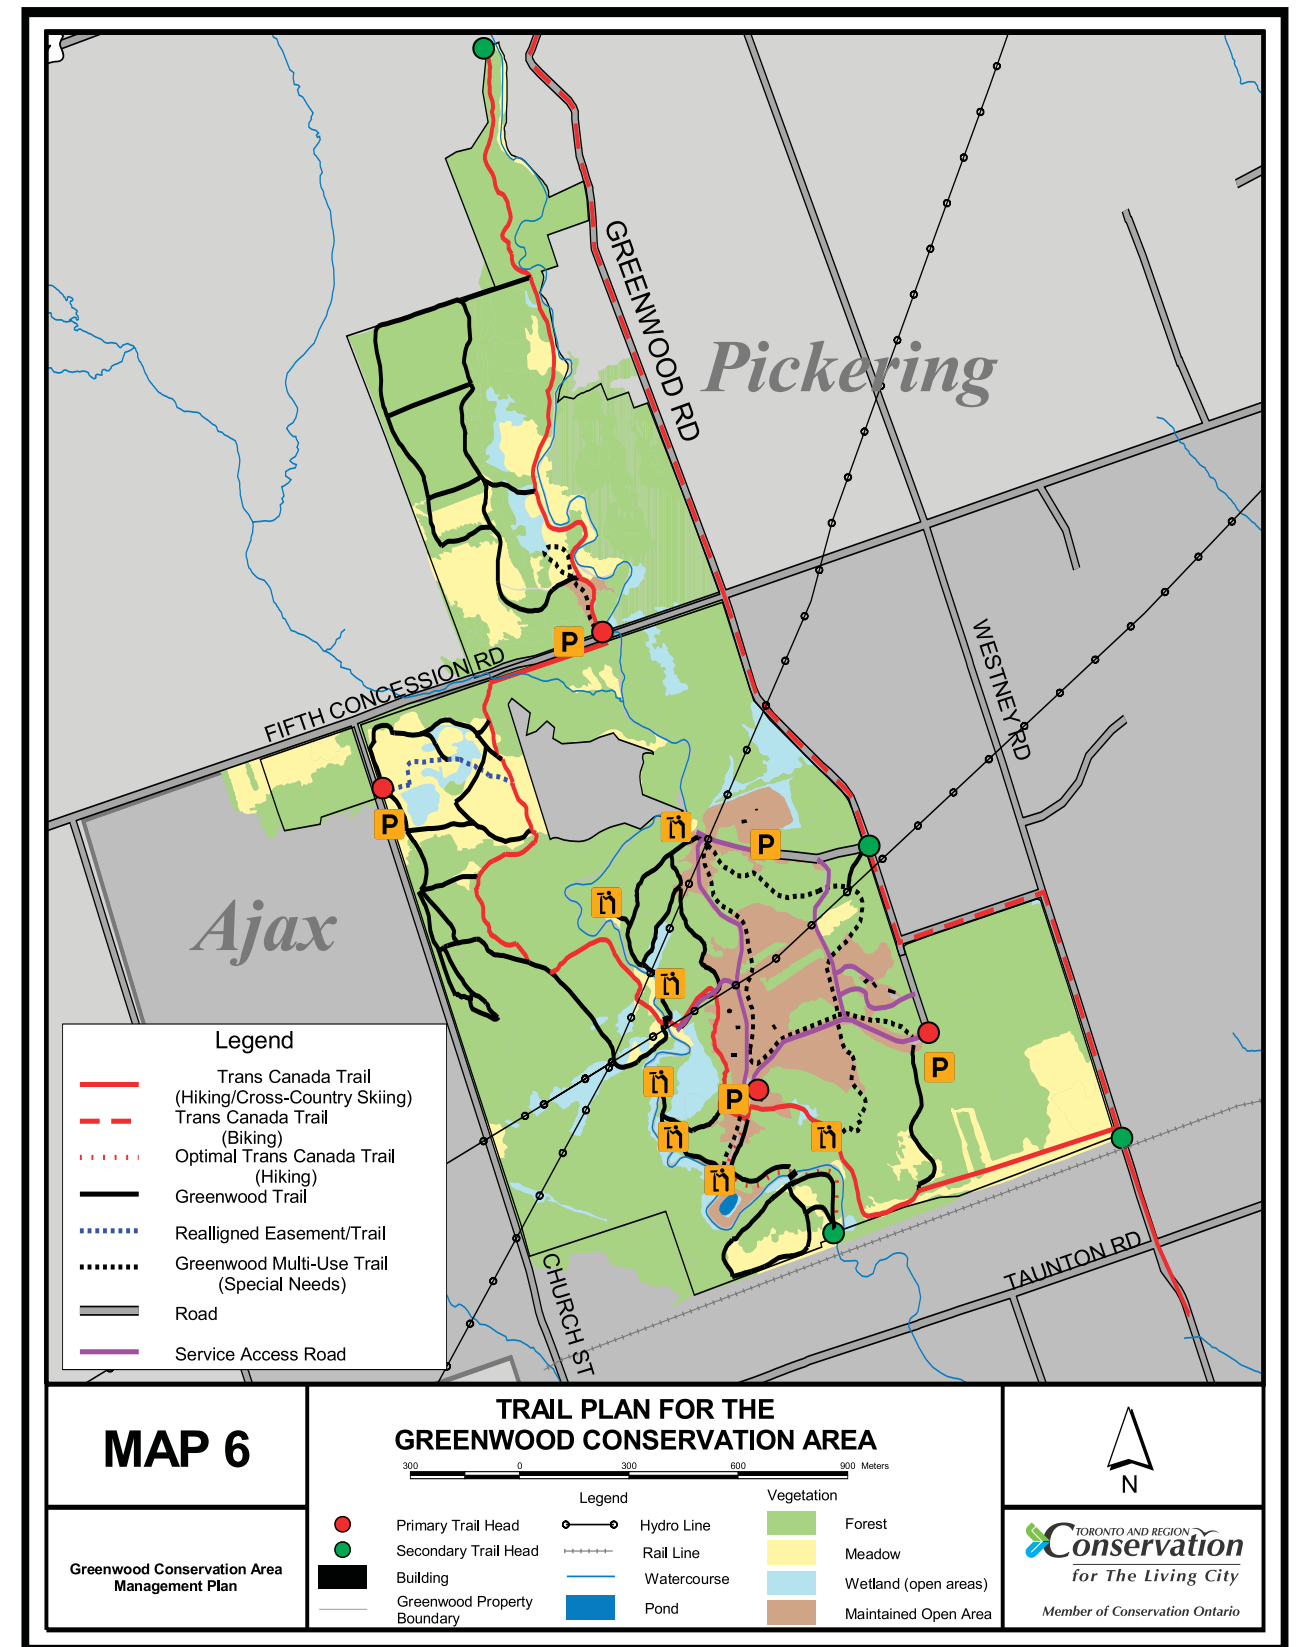 GREENWOOD RD
Pickering
P
FIFTH CONCESSION RD
WESTNEY RD
P
P
Ajax
P
P
TAUNTON RD
CHURCH ST
Legend
Trans Canada Trail
(Hiking/Cross-Country Skiing)
Trans Canada Trail
(Biking)
Optimal Trans Canada Trail
(Hiking)
Greenwood Trail
Realligned Easement/Trail
Greenwood Multi-Use Trail
(Special Needs)
Road
Service Access Road
MAP 6
Greenwood Conservation Area
Management Plan
TRAIL PLAN FOR THE
GREENWOOD CONSERVATION AREA
300 0 300 600 900 Meters
Legend
Primary Trail Head
Secondary Trail Head
Building
Greenwood Property
Boundary
Hydro Line
Rail Line
Watercourse
Pond
Vegetation
Forest
Meadow
Wetland (open areas)
Maintained Open Area
N
TORONTO AND REGION
Conservation
for The Living City
Member of Conservation Ontario